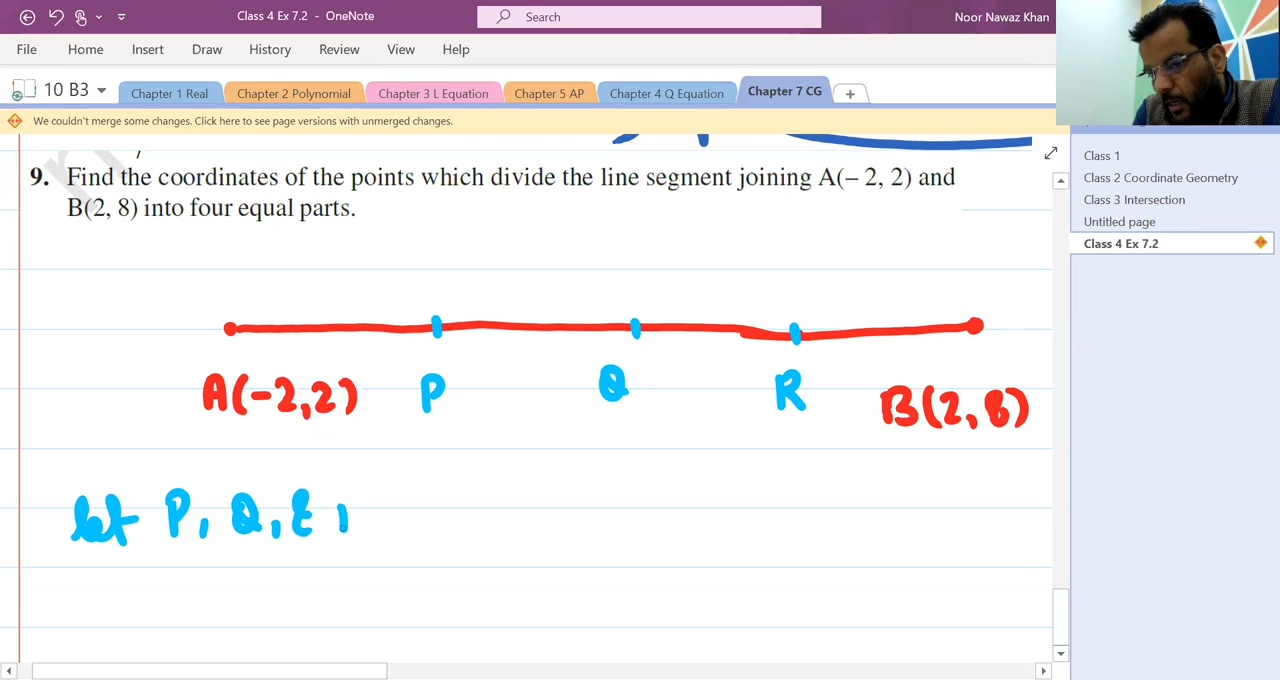 Class 4 Ex 7.2 - OneNote
Search
Noor Nawaz Khan
File Home Insert Draw History Review View Help
10 B3
Chapter 1 Real
Chapter 2 Polynomial
Chapter 3 L Equation
Chapter 5 AP
Chapter 4 Q Equation
Chapter 7 CG
We couldn't merge some changes. Click here to see page versions with unmerged changes.
Class 1
Class 2 Coordinate Geometry
Class 3 Intersection
Untitled page
Class 4 Ex 7.2
9. Find the coordinates of the points which divide the line segment joining A(– 2, 2) and
B(2, 8) into four equal parts.
A(-2,2) P Q R B(2,8)
let P, Q, &